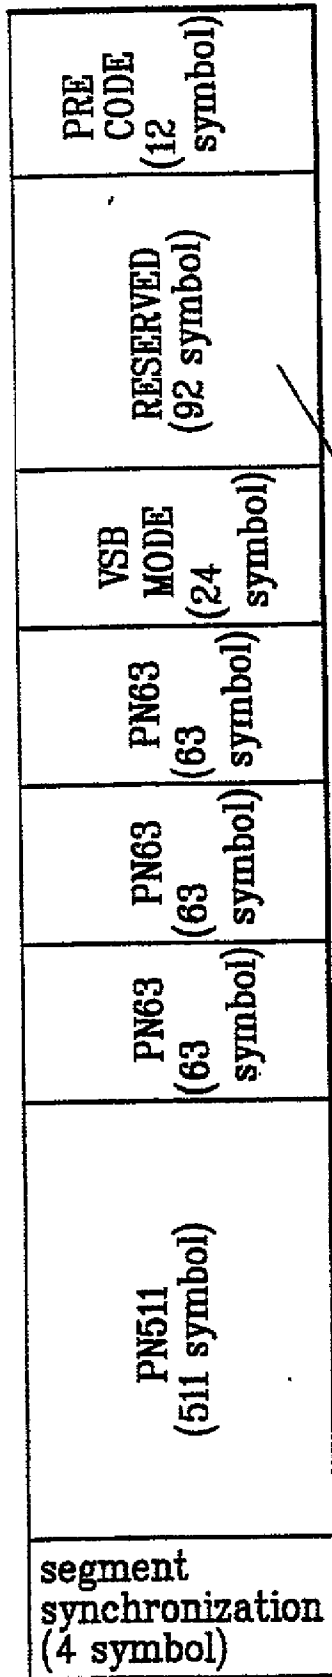 segment
synchronization
(4 symbol)
PN511
(511 symbol)
PN63
(63
symbol)
PN63
(63
symbol)
PN63
(63
symbol)
VSB
MODE
(24
symbol)
RESERVED
(92 symbol)
PRE
CODE
(12
symbol)